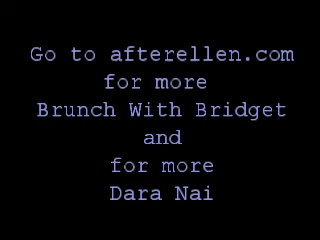 Go to afterellen.com
for more
Brunch With Bridget
and
for more
Dara Nai